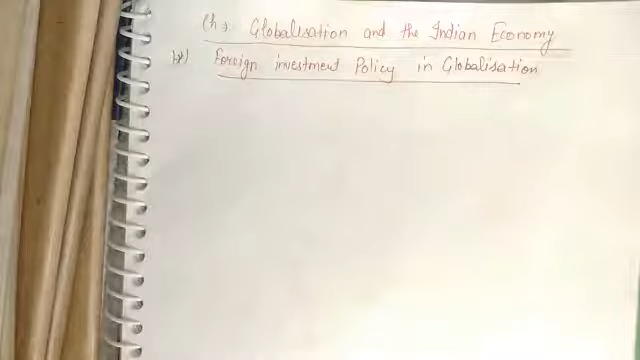 Ch: Globalisation and the Indian Economy
Foreign investment Policy in Globalisation